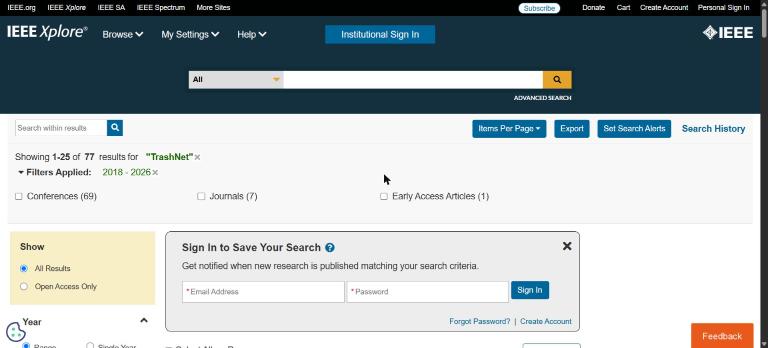 IEEE.org IEEE Xplore IEEE SA IEEE Spectrum More Sites Subscribe Donate Cart Create Account Personal Sign In
IEEE Xplore® Browse My Settings Help Institutional Sign In IEEE
All
ADVANCED SEARCH
Search within results Items Per Page Export Set Search Alerts Search History
Showing 1-25 of 77 results for "TrashNet" ×
Filters Applied: 2018 - 2026 ×
Conferences (69) Journals (7) Early Access Articles (1)
Show
All Results
Open Access Only
Year
Range Single Year
Sign In to Save Your Search ?
Get notified when new research is published matching your search criteria.
*Email Address *Password Sign In
Forgot Password? | Create Account
Feedback